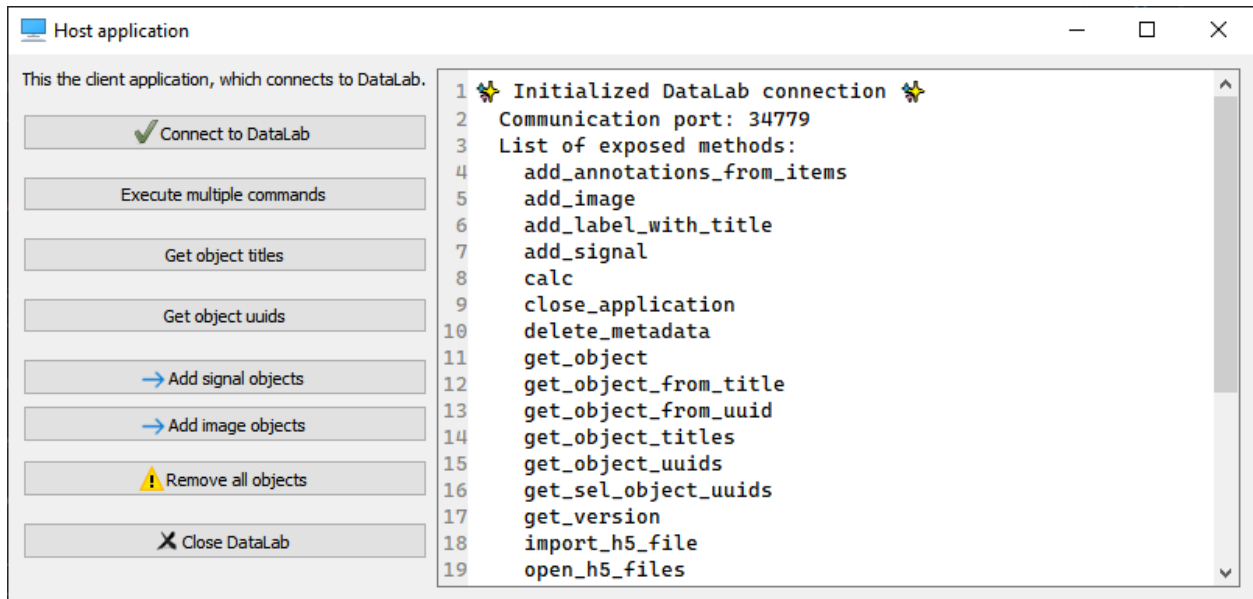 Host application
This the client application, which connects to DataLab.
Connect to DataLab
Execute multiple commands
Get object titles
Get object uuids
Add signal objects
Add image objects
Remove all objects
Close DataLab
1 Initialized DataLab connection
2 Communication port: 34779
3 List of exposed methods:
4 add_annotations_from_items
5 add_image
6 add_label_with_title
7 add_signal
8 calc
9 close_application
10 delete_metadata
11 get_object
12 get_object_from_title
13 get_object_from_uuid
14 get_object_titles
15 get_object_uuids
16 get_sel_object_uuids
17 get_version
18 import_h5_file
19 open_h5_files